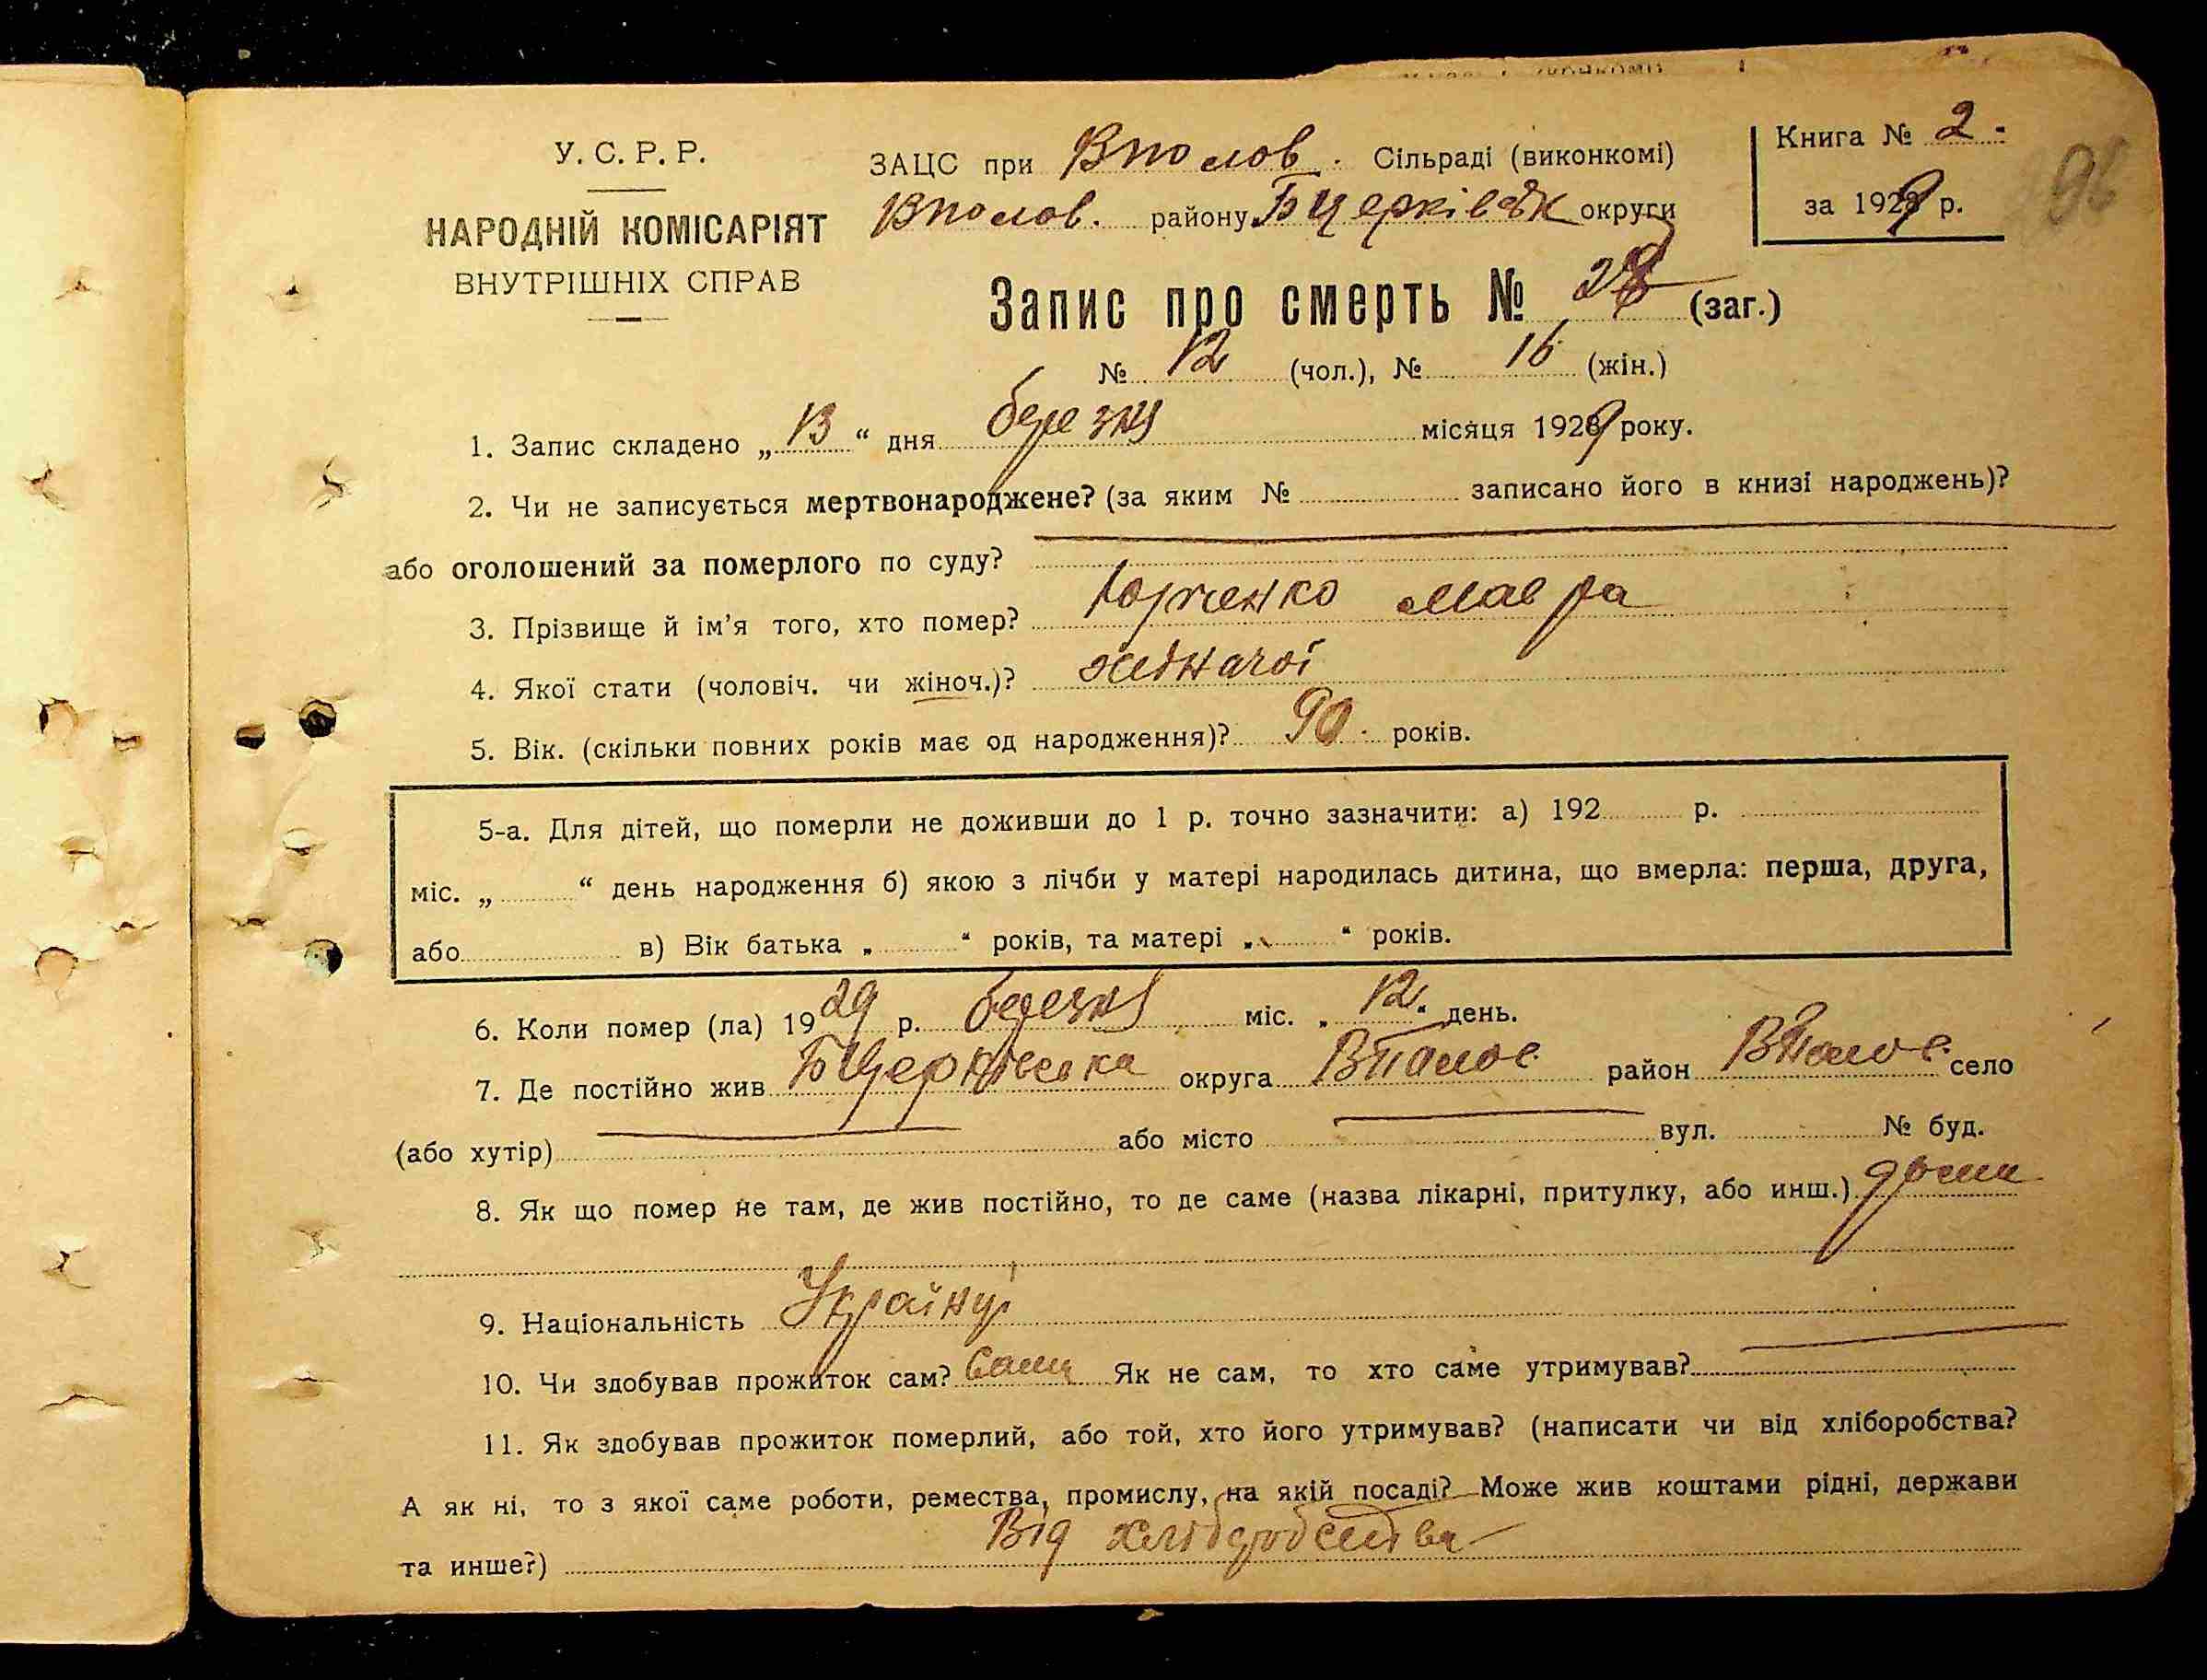 У. С. Р. Р.
НАРОДНІЙ КОМІСАРІЯТ
ВНУТРІШНІХ СПРАВ
ЗАЦС при Вполов. Сільраді (виконкомі)
Вполов. району БЦерківськ округи
Книга № 2
за 1929 р.
96
Запис про смерть № 28 (заг.)
№ 12 (чол.), № 16 (жін.)
1. Запис складено „13“ дня березня місяця 1929 року.
2. Чи не записується мертвонароджене? (за яким № записано його в книзі народжень)?
або оголошений за померлого по суду?
3. Прізвище й ім'я того, хто помер? Юрченко Мавра
4. Якої стати (чоловіч. чи жіноч.)? жіночої
5. Вік. (скільки повних років має од народження)? 90 років.
5-а. Для дітей, що померли не доживши до 1 р. точно зазначити: а) 192 р.
міс. „ “ день народження б) якою з лічби у матері народилась дитина, що вмерла: перша, друга,
або в) Вік батька „ “ років, та матері „ “ років.
6. Коли помер (ла) 1929 р. березня міс. „12“ день.
7. Де постійно жив БЦерківська округа Вполов. район Вполов. село
(або хутір) або місто вул. № буд.
8. Як що помер не там, де жив постійно, то де саме (назва лікарні, притулку, або инш.) дома
9. Національність Україн.
10. Чи здобував прожиток сам? Сама Як не сам, то хто саме утримував?
11. Як здобував прожиток померлий, або той, хто його утримував? (написати чи від хліборобства?
А як ні, то з якої саме роботи, ремества, промислу, на якій посаді? Може жив коштами рідні, держави
та инше?) Від хліборобства